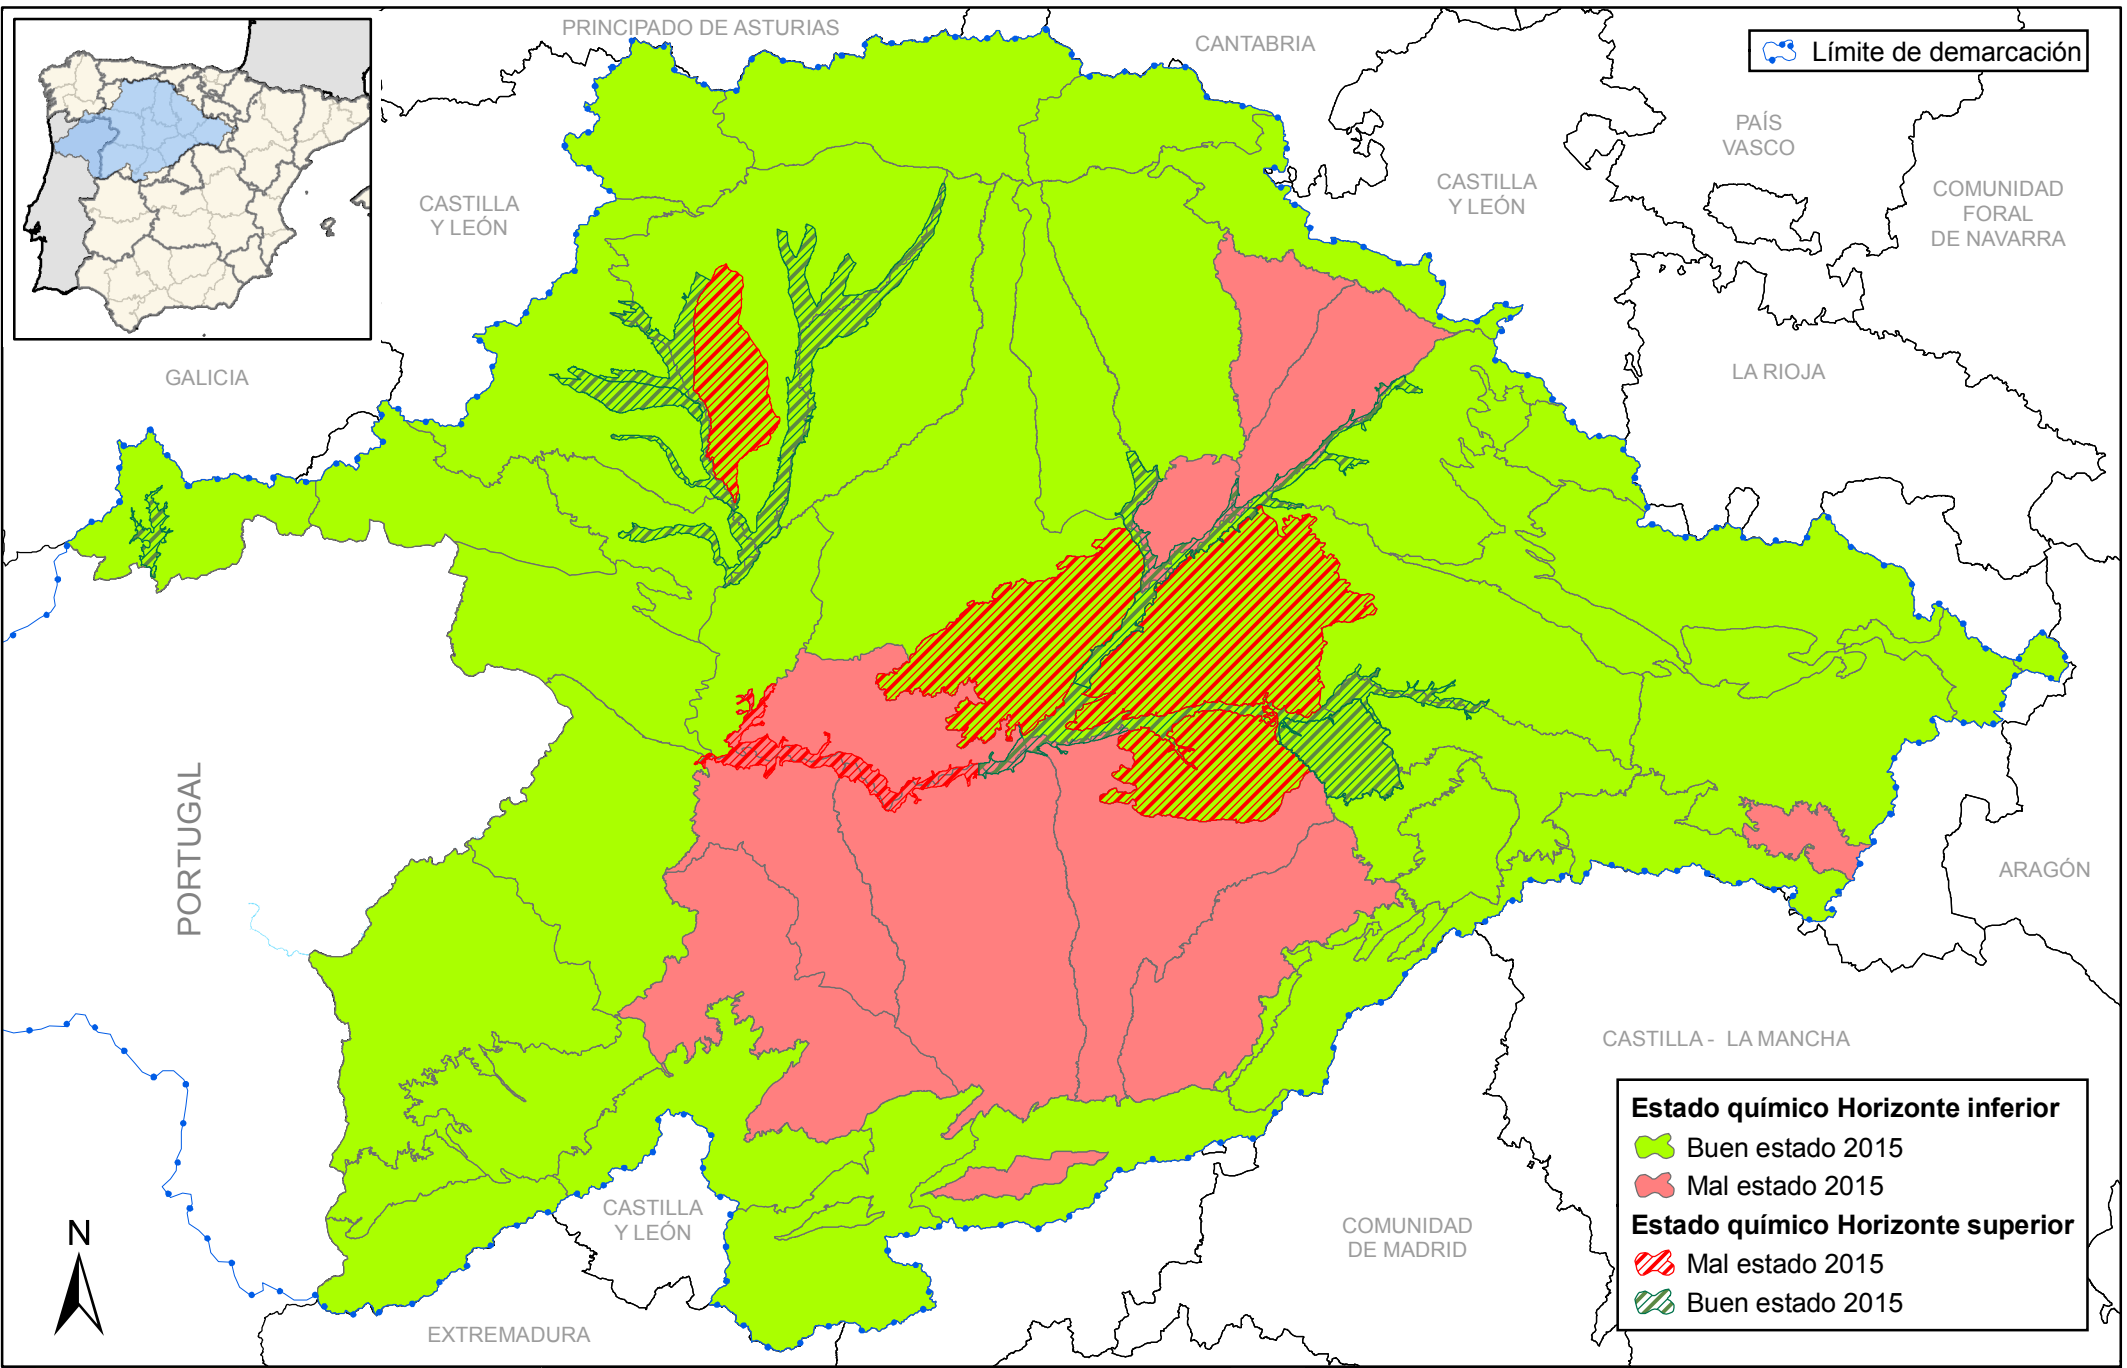 PRINCIPADO DE ASTURIAS
CANTABRIA
Límite de demarcación
PAÍS
VASCO
CASTILLA
Y LEÓN
CASTILLA
Y LEÓN
COMUNIDAD
FORAL
DE NAVARRA
GALICIA
LA RIOJA
PORTUGAL
ARAGÓN
CASTILLA - LA MANCHA
CASTILLA
Y LEÓN
COMUNIDAD
DE MADRID
EXTREMADURA
N
Estado químico Horizonte inferior
Buen estado 2015
Mal estado 2015
Estado químico Horizonte superior
Mal estado 2015
Buen estado 2015